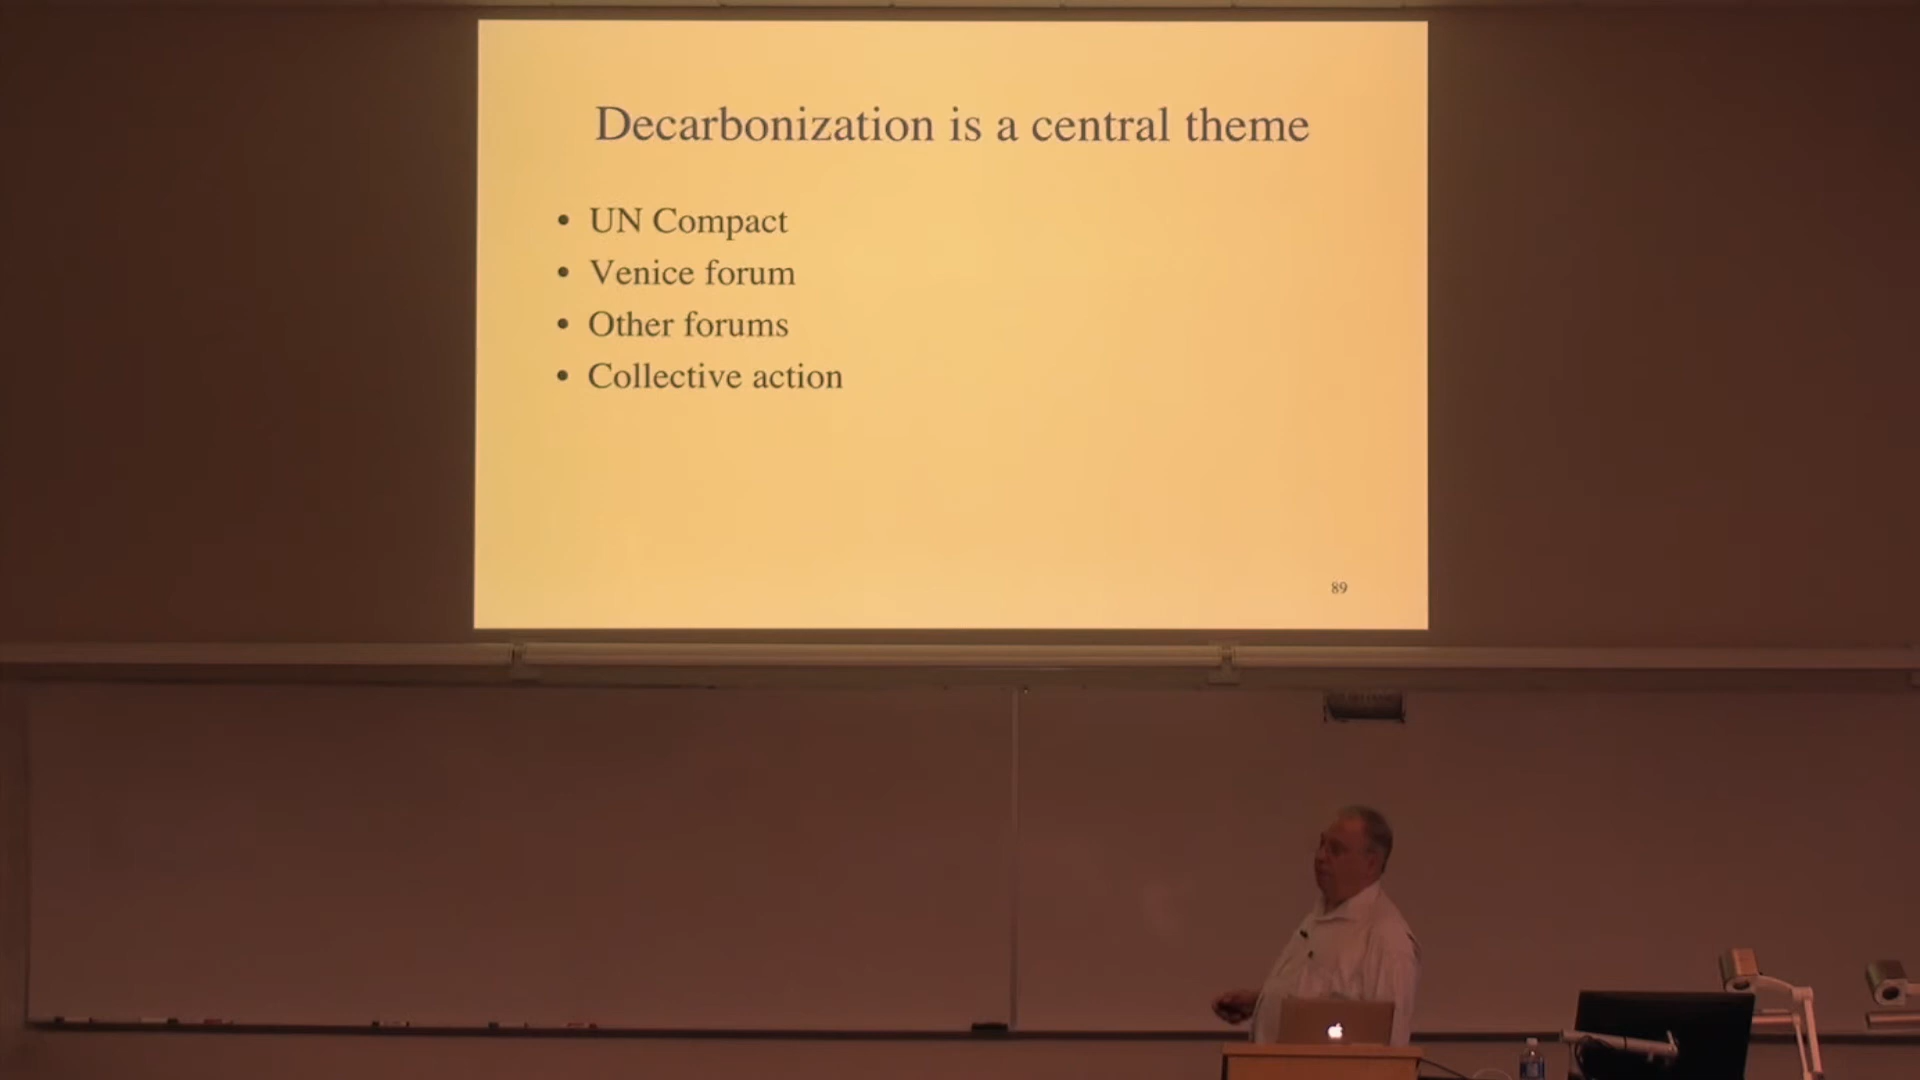 Decarbonization is a central theme
• UN Compact
• Venice forum
• Other forums
• Collective action
89